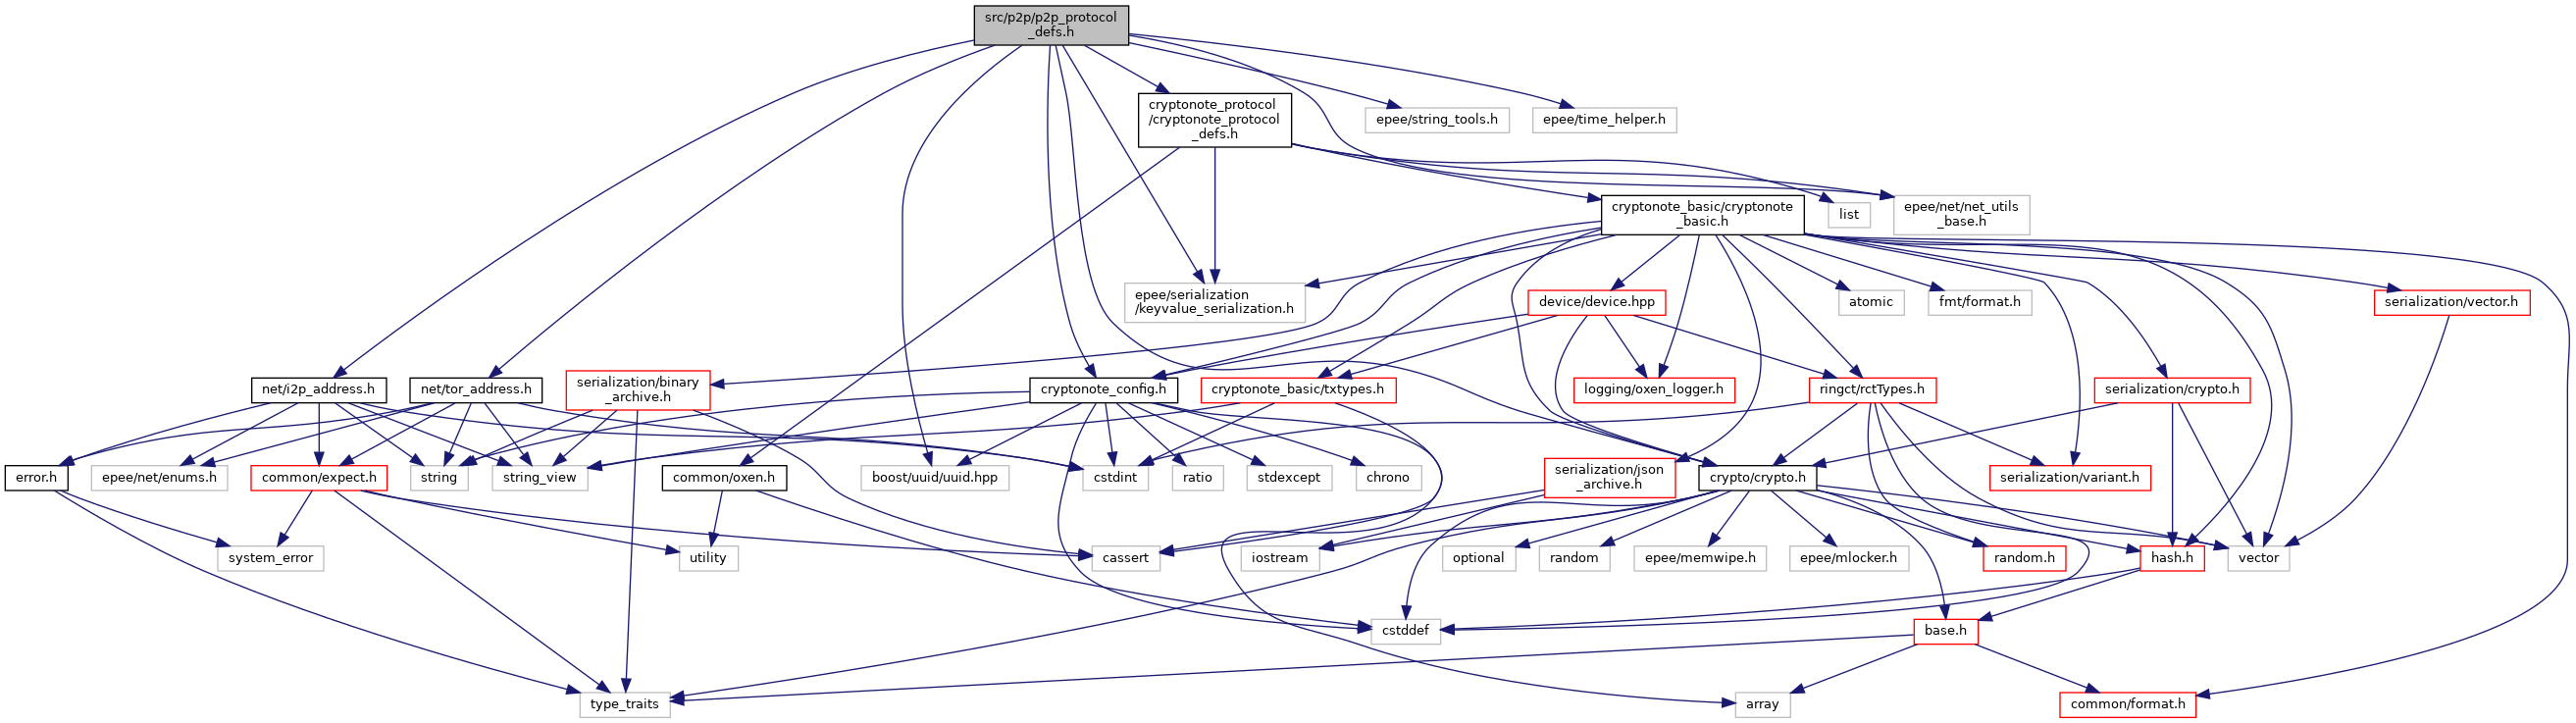 src/p2p/p2p_protocol
_defs.h
cryptonote_protocol
/cryptonote_protocol
_defs.h
epee/string_tools.h
epee/time_helper.h
cryptonote_basic/cryptonote
_basic.h
list
epee/net/net_utils
_base.h
epee/serialization
/keyvalue_serialization.h
device/device.hpp
atomic
fmt/format.h
serialization/vector.h
net/i2p_address.h
net/tor_address.h
serialization/binary
_archive.h
cryptonote_config.h
cryptonote_basic/txtypes.h
logging/oxen_logger.h
ringct/rctTypes.h
serialization/crypto.h
error.h
epee/net/enums.h
common/expect.h
string
string_view
common/oxen.h
boost/uuid/uuid.hpp
cstdint
ratio
stdexcept
chrono
serialization/json
_archive.h
crypto/crypto.h
serialization/variant.h
system_error
utility
cassert
iostream
optional
random
epee/memwipe.h
epee/mlocker.h
random.h
hash.h
vector
cstddef
base.h
type_traits
array
common/format.h